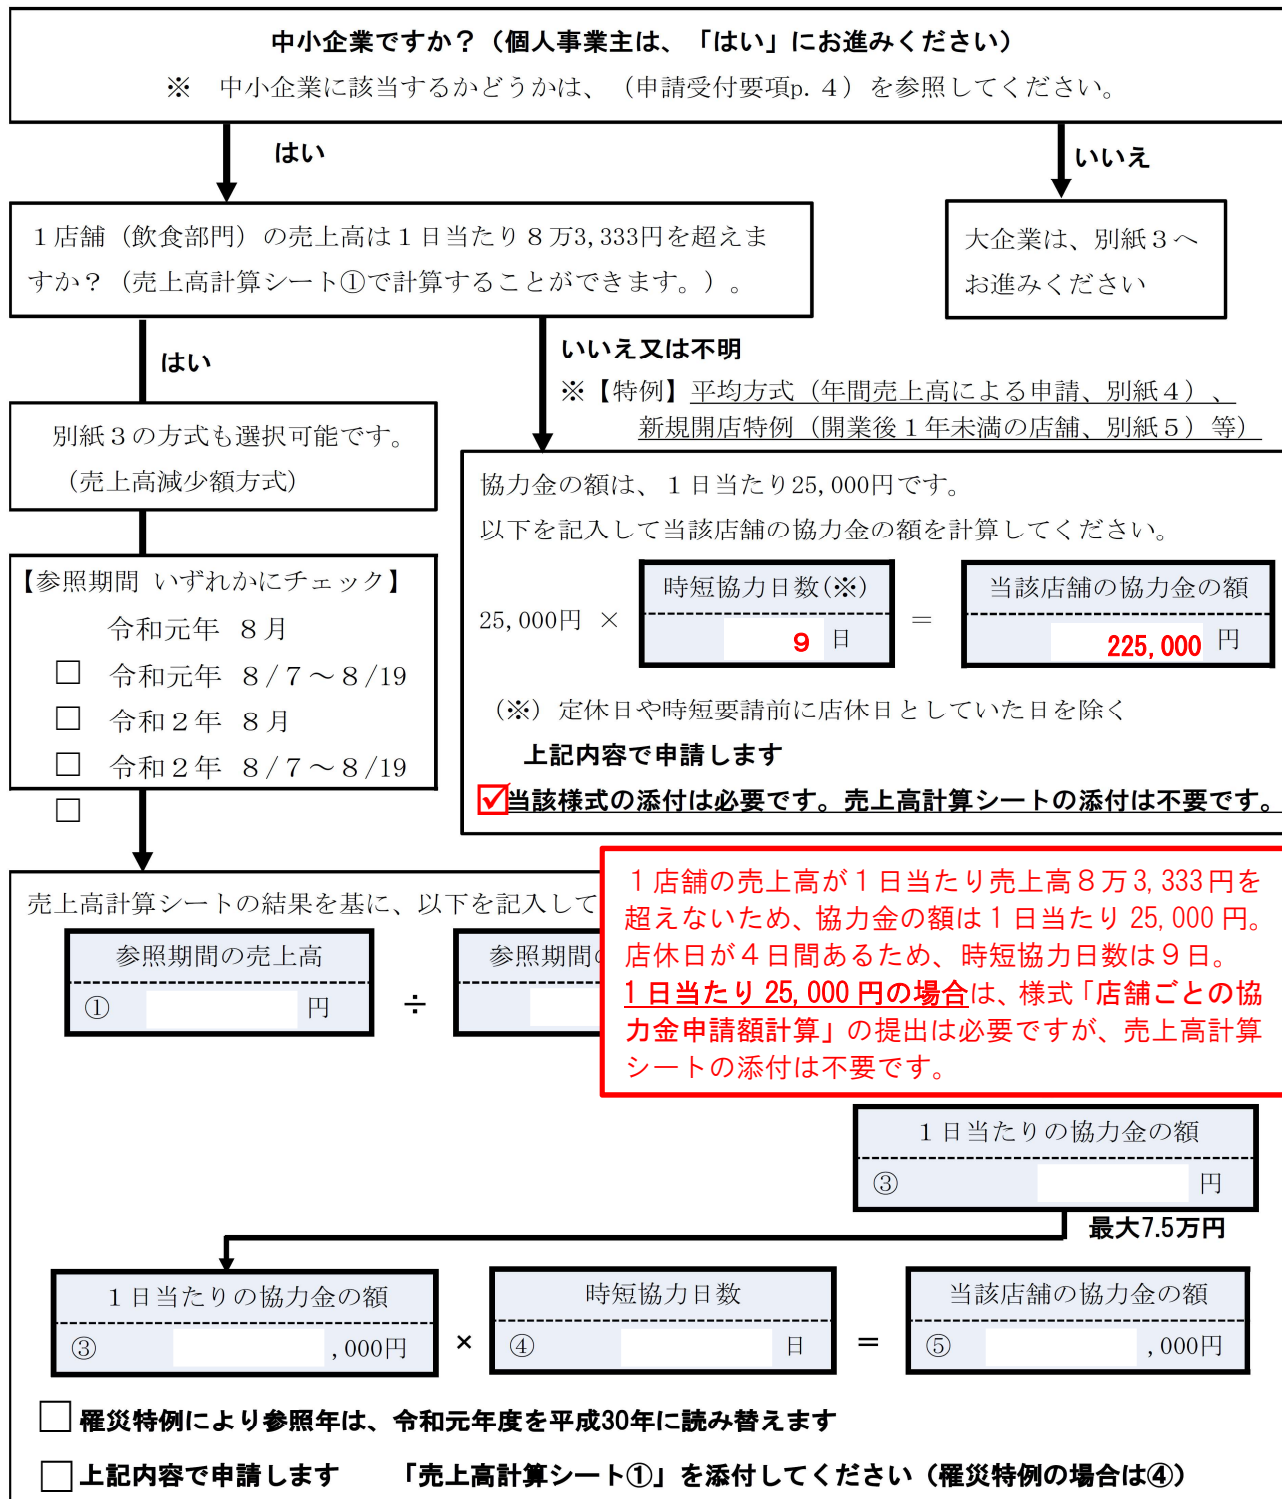 中小企業ですか？（個人事業主は、「はい」にお進みください）
※　中小企業に該当するかどうかは、（申請受付要項p.４）を参照してください。
はい
いいえ
１店舗（飲食部門）の売上高は１日当たり８万3,333円を超えま
すか？（売上高計算シート①で計算することができます。）。
大企業は、別紙３へ
お進みください
はい
いいえ又は不明
※【特例】平均方式（年間売上高による申請、別紙４）、
新規開店特例（開業後１年未満の店舗、別紙５）等）
別紙３の方式も選択可能です。
（売上高減少額方式）
協力金の額は、１日当たり25,000円です。
以下を記入して当該店舗の協力金の額を計算してください。
25,000円 ×
時短協力日数(※)
９ 日
＝
当該店舗の協力金の額
225,000 円
（※）定休日や時短要請前に店休日としていた日を除く
上記内容で申請します
☑当該様式の添付は必要です。売上高計算シートの添付は不要です。
【参照期間 いずれかにチェック】
令和元年 ８月
□ 令和元年 ８/７～８/19
□ 令和２年 ８月
□ 令和２年 ８/７～８/19
□
売上高計算シートの結果を基に、以下を記入して
参照期間の売上高
① 円
÷
参照期間
１店舗の売上高が１日当たり売上高８万3,333円を
超えないため、協力金の額は１日当たり 25,000 円。
店休日が４日間あるため、時短協力日数は９日。
１日当たり 25,000 円の場合は、様式「店舗ごとの協
力金申請額計算」の提出は必要ですが、売上高計算
シートの添付は不要です。
１日当たりの協力金の額
③ 円
最大7.5万円
１日当たりの協力金の額
③ ,000円
×
時短協力日数
④ 日
＝
当該店舗の協力金の額
⑤ ,000円
□ 罹災特例により参照年は、令和元年度を平成30年に読み替えます
□ 上記内容で申請します　「売上高計算シート①」を添付してください（罹災特例の場合は④）